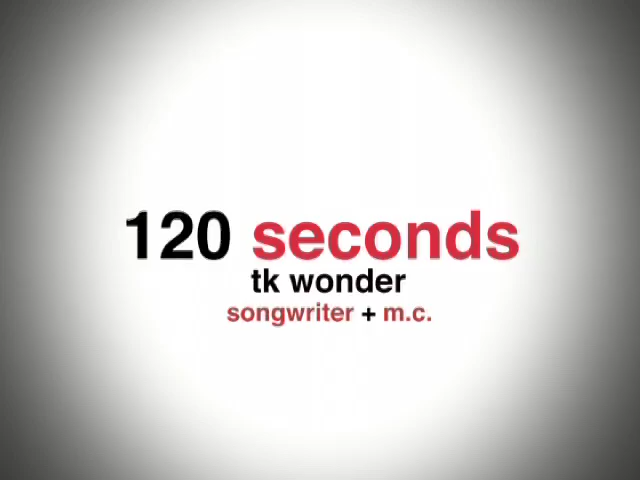 120 seconds
tk wonder
songwriter + m.c.